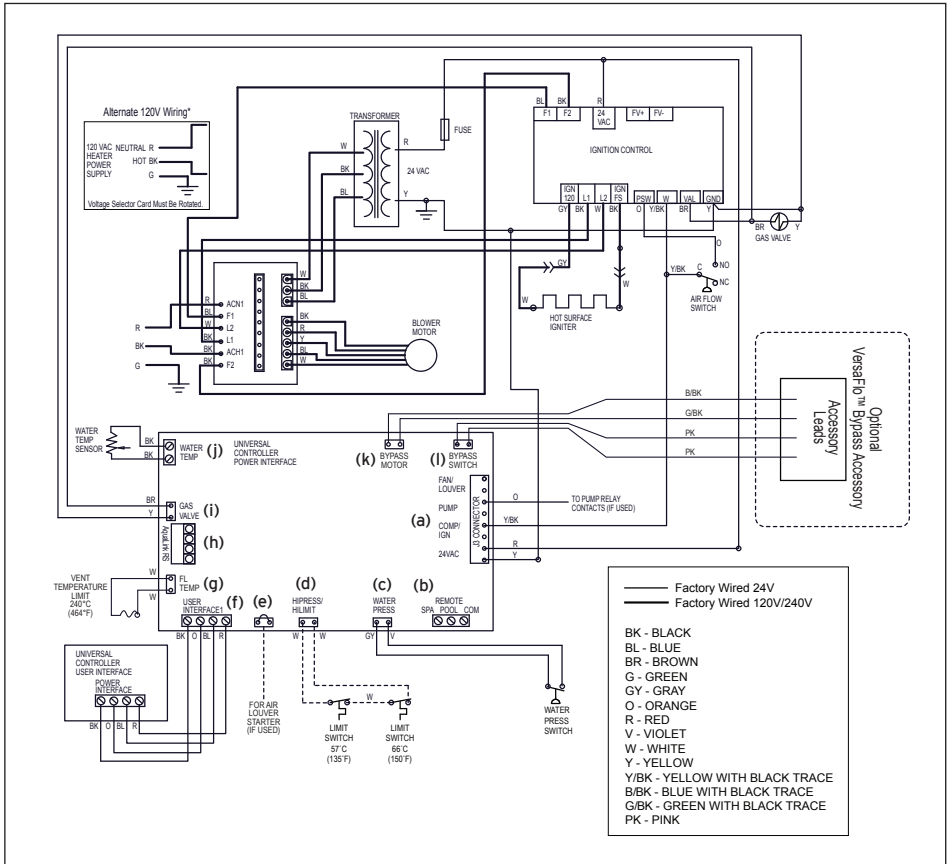 Alternate 120V Wiring*
120 VAC
HEATER
POWER
SUPPLY
NEUTRAL R
HOT BK
G
Voltage Selector Card Must Be Rotated.
TRANSFORMER
W
BK
BL
R
24 VAC
Y
FUSE
BL
BK
R
F1
F2
24
VAC
FV+
FV-
IGNITION CONTROL
IGN
120
L1
L2
IGN
FS
PSW
W
VAL
GND
GY
BK
W
BK
O
Y/BK
BR
Y
BR
Y
GAS VALVE
O
GY
W
W
HOT SURFACE
IGNITER
Y/BK
C
NO
NC
AIR FLOW
SWITCH
R
BL
W
BK
BK
BK
ACN1
F1
L2
L1
ACH1
F2
R
BK
G
W
BK
BL
BK
R
Y
BL
W
BLOWER
MOTOR
Optional
VersaFlo™ Bypass Accessory
Accessory
Leads
B/BK
G/BK
PK
PK
WATER
TEMP
SENSOR
BK
BK
WATER
TEMP
(j)
UNIVERSAL
CONTROLLER
POWER INTERFACE
(k) BYPASS
MOTOR
(l) BYPASS
SWITCH
(a)
FAN/
LOUVER
PUMP
COMP/
IGN
24VAC
J3 CONNECTOR
O
TO PUMP RELAY
CONTACTS (IF USED)
Y/BK
R
Y
BR
Y
GAS
VALVE
(i)
AquaLink RS
(h)
VENT
TEMPERATURE
LIMIT
240°C
(464°F)
W
W
FL
TEMP
(g)
USER
INTERFACE1
(f)
(e)
(d)
HIPRESS/
HILIMIT
(c)
WATER
PRESS
(b)
REMOTE
SPA POOL COM
BK O BL R
W
W
GY
V
UNIVERSAL
CONTROLLER
USER INTERFACE
POWER
INTERFACE
BK O BL R
FOR AIR
LOUVER
STARTER
(IF USED)
W
LIMIT
SWITCH
57°C
(135°F)
LIMIT
SWITCH
66°C
(150°F)
WATER
PRESS
SWITCH
Factory Wired 24V
Factory Wired 120V/240V
BK - BLACK
BL - BLUE
BR - BROWN
G - GREEN
GY - GRAY
O - ORANGE
R - RED
V - VIOLET
W - WHITE
Y - YELLOW
Y/BK - YELLOW WITH BLACK TRACE
B/BK - BLUE WITH BLACK TRACE
G/BK - GREEN WITH BLACK TRACE
PK - PINK